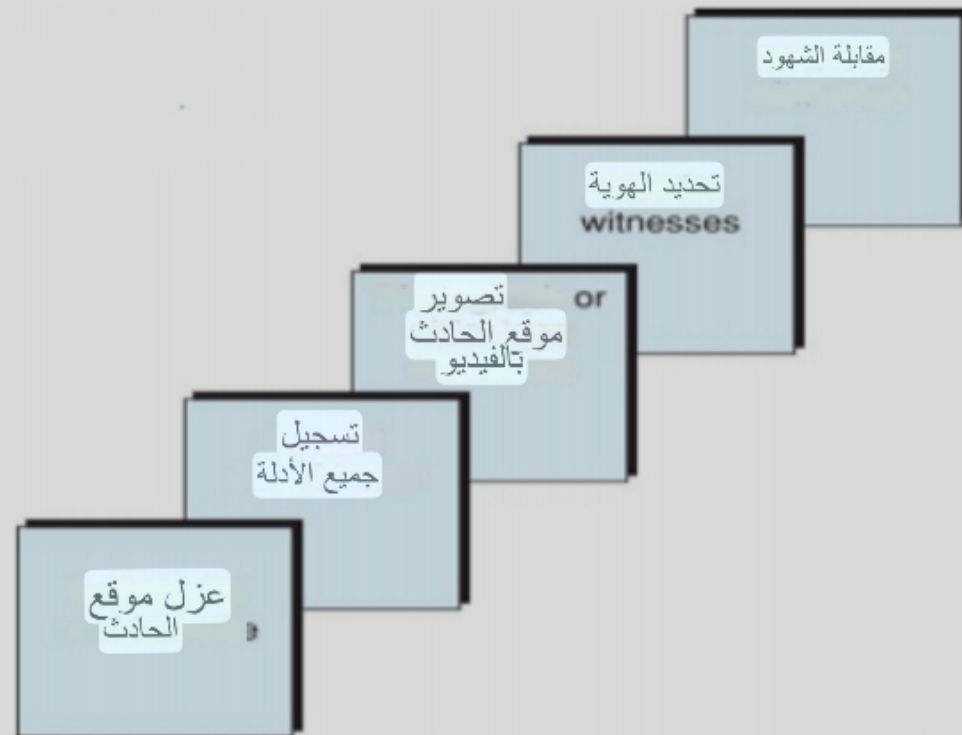 مقابلة الشهود
تحديد الهوية
witnesses
تصوير or
موقع الحادث
بالفيديو
تسجيل
جميع الأدلة
عزل موقع
الحادث e